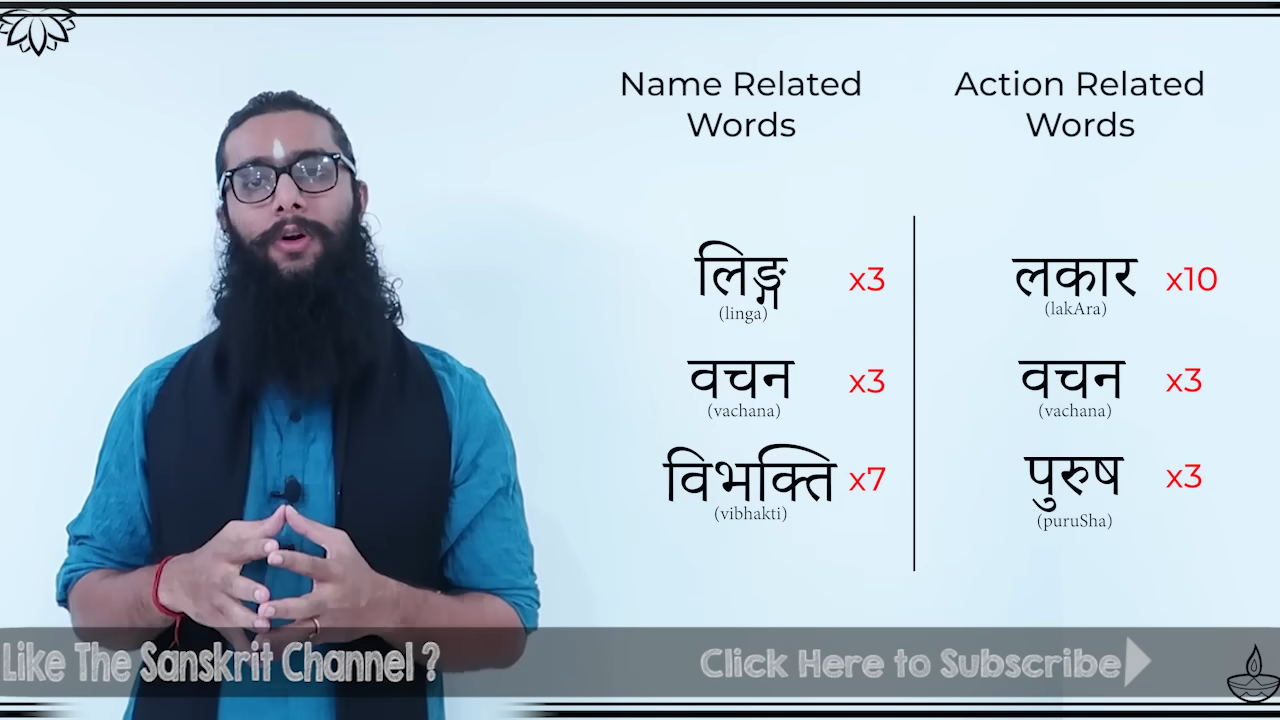 Name Related
Words
Action Related
Words
लिङ्ग x3
(linga)
वचन x3
(vachana)
विभक्ति x7
(vibhakti)
लकार x10
(lakAra)
वचन x3
(vachana)
पुरुष x3
(puruSha)
Like The Sanskrit Channel ?
Click Here to Subscribe